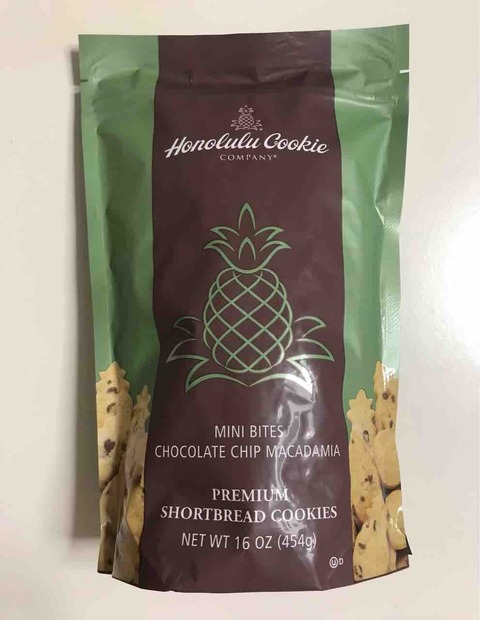 Honolulu Cookie
COMPANY®
MINI BITES
CHOCOLATE CHIP MACADAMIA
PREMIUM
SHORTBREAD COOKIES
NET WT 16 OZ (454g)
U D